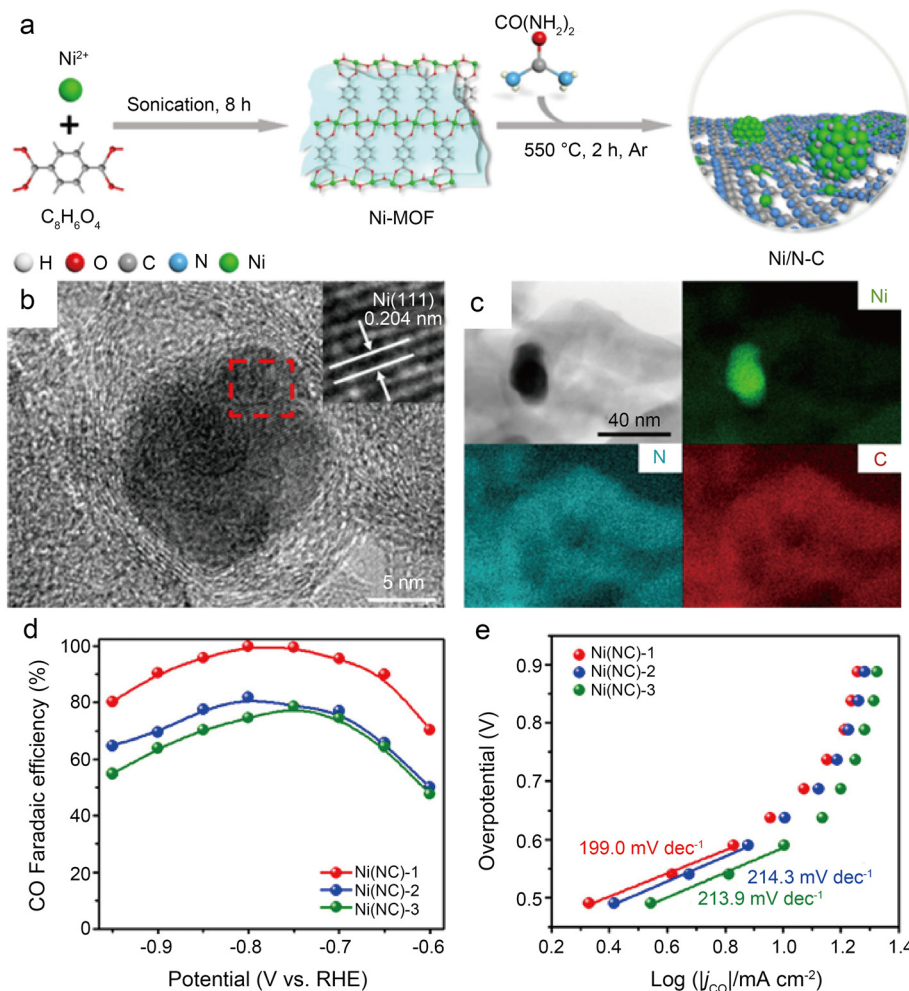 a
Ni²⁺
+
C₈H₆O₄
Sonication, 8 h
Ni-MOF
CO(NH₂)₂
550 °C, 2 h, Ar
Ni/N-C
H O C N Ni
b
Ni(111)
0.204 nm
5 nm
c
40 nm
Ni
N
C
d
CO Faradaic efficiency (%)
100
80
60
40
20
0
Ni(NC)-1
Ni(NC)-2
Ni(NC)-3
-0.9 -0.8 -0.7 -0.6
Potential (V vs. RHE)
e
Overpotential (V)
0.9
0.8
0.7
0.6
0.5
Ni(NC)-1
Ni(NC)-2
Ni(NC)-3
199.0 mV dec⁻¹
214.3 mV dec⁻¹
213.9 mV dec⁻¹
0.2 0.4 0.6 0.8 1.0 1.2 1.4
Log (|j_CO|/mA cm⁻²)